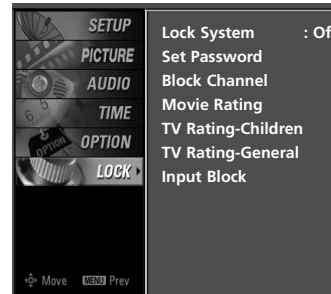 SETUP
PICTURE
AUDIO
TIME
OPTION
LOCK
Move MENU Prev
Lock System : Of
Set Password
Block Channel
Movie Rating
TV Rating-Children
TV Rating-General
Input Block